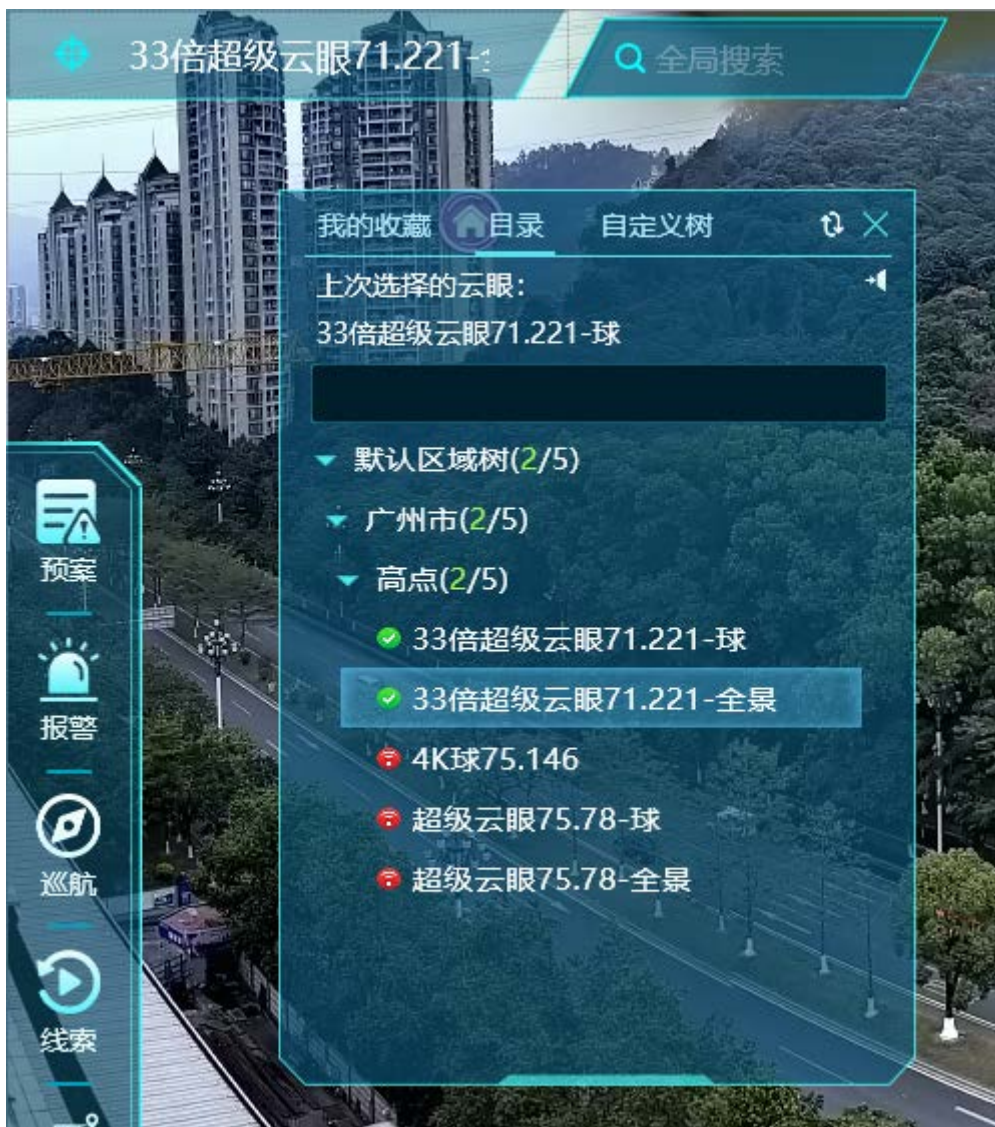 33倍超级云眼71.221-
全局搜索
我的收藏 目录 自定义树
上次选择的云眼：
33倍超级云眼71.221-球
默认区域树(2/5)
广州市(2/5)
高点(2/5)
33倍超级云眼71.221-球
33倍超级云眼71.221-全景
4K球75.146
超级云眼75.78-球
超级云眼75.78-全景
预案
报警
巡航
线索